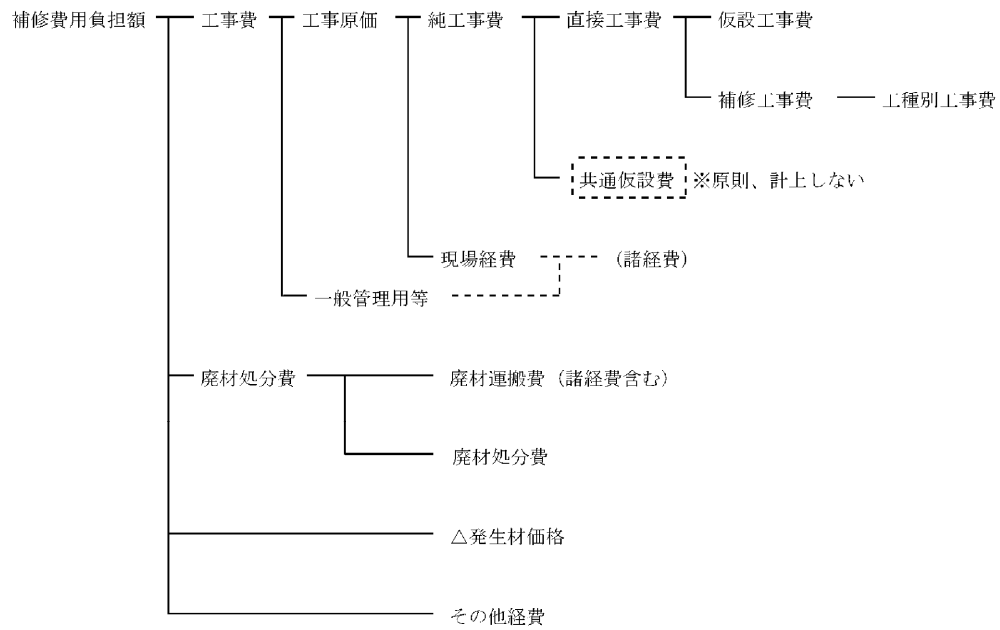 補修費用負担額 工事費 工事原価 純工事費 直接工事費 仮設工事費
補修工事費 工種別工事費
共通仮設費 ※原則、計上しない
現場経費 (諸経費)
一般管理用等
廃材処分費 廃材運搬費（諸経費含む）
廃材処分費
△発生材価格
その他経費